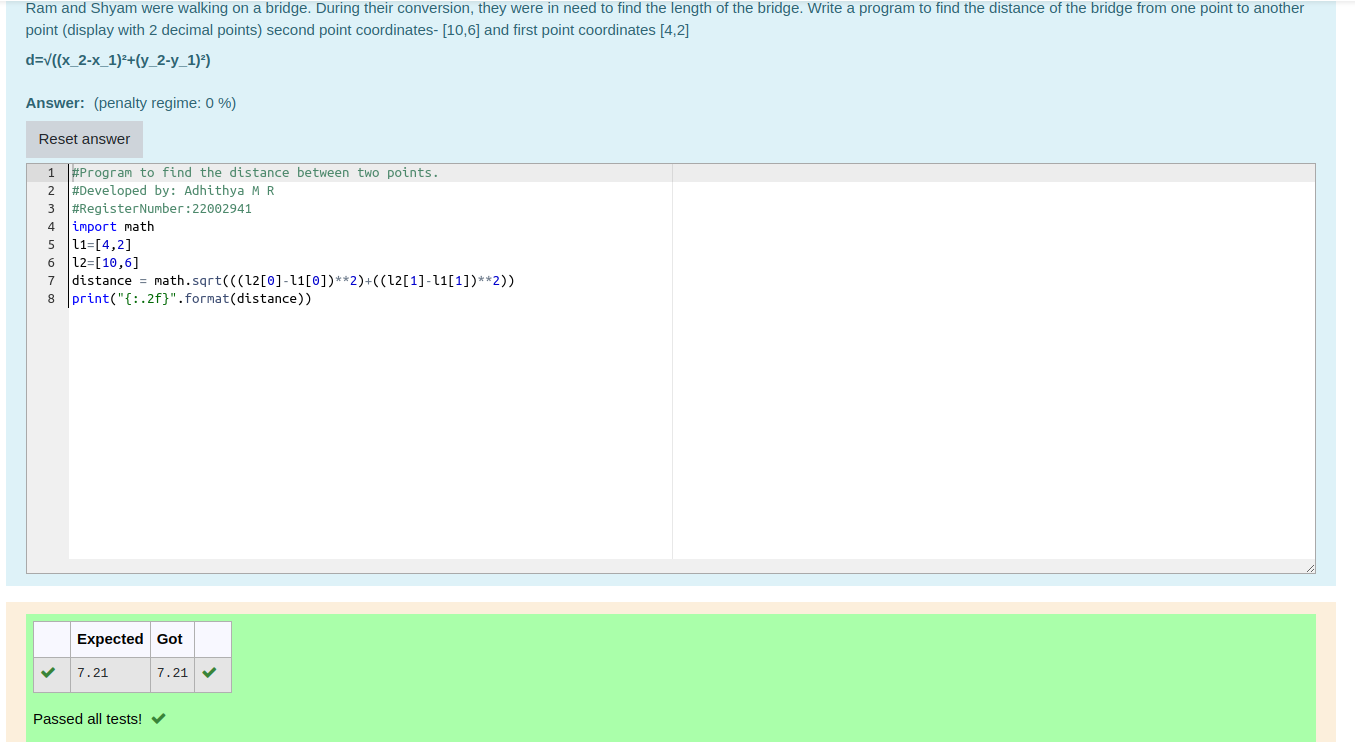 Ram and Shyam were walking on a bridge. During their conversion, they were in need to find the length of the bridge. Write a program to find the distance of the bridge from one point to another
point (display with 2 decimal points) second point coordinates- [10,6] and first point coordinates [4,2]
d=√((x_2-x_1)²+(y_2-y_1)²)
Answer: (penalty regime: 0 %)
Reset answer
1 #Program to find the distance between two points.
2 #Developed by: Adhithya M R
3 #RegisterNumber:22002941
4 import math
5 l1=[4,2]
6 l2=[10,6]
7 distance = math.sqrt(((l2[0]-l1[0])**2)+((l2[1]-l1[1])**2))
8 print("{:.2f}".format(distance))
Expected Got
7.21 7.21
Passed all tests!